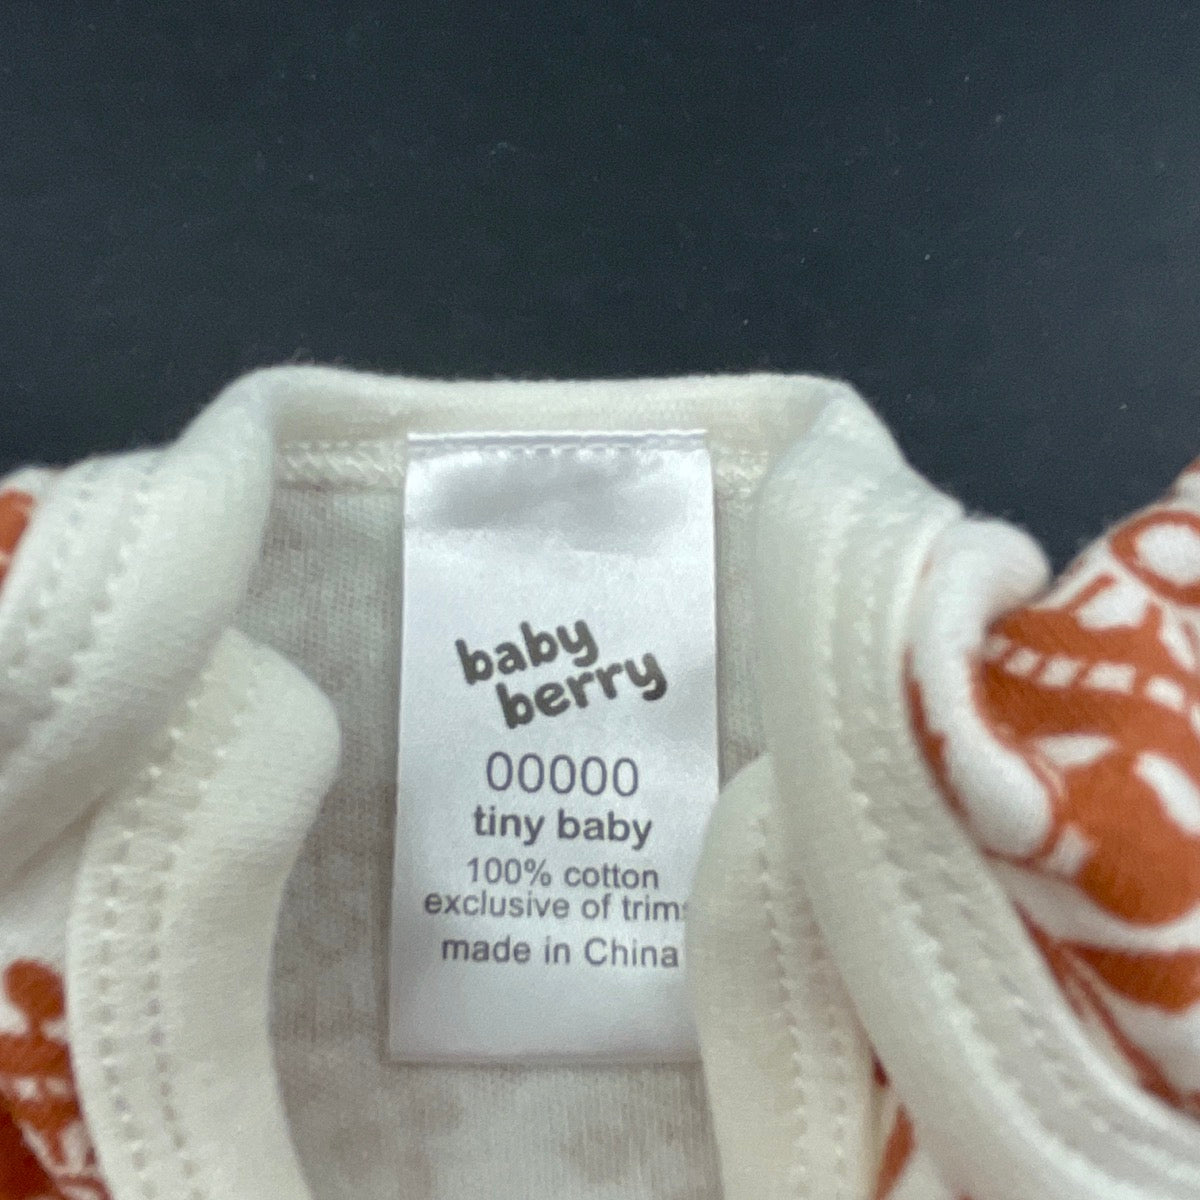 baby
berry
00000
tiny baby
100% cotton
exclusive of trims
made in China